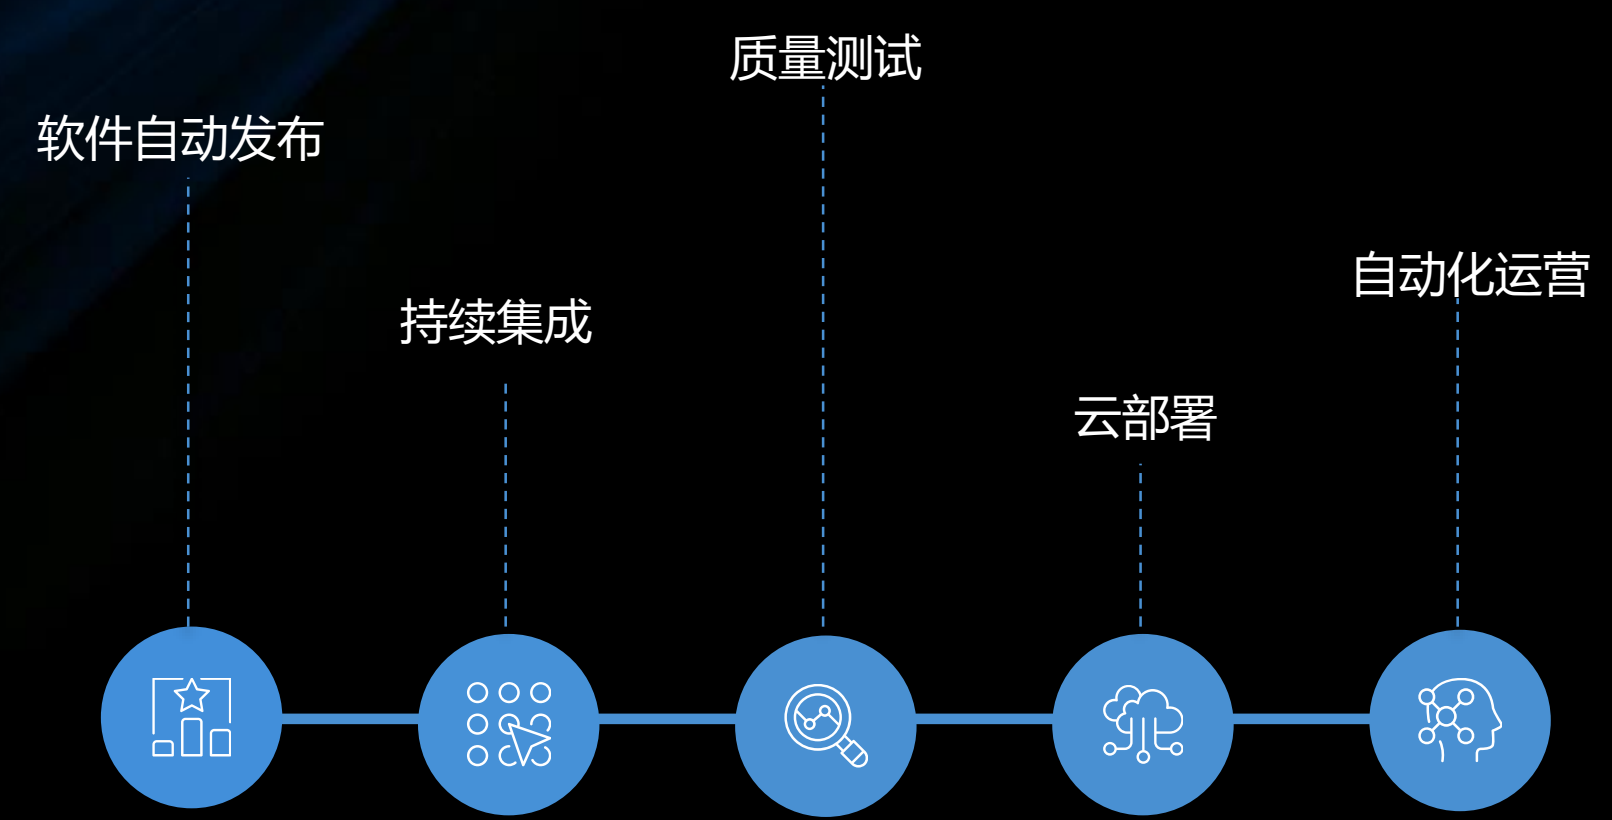 软件自动发布
持续集成
质量测试
云部署
自动化运营